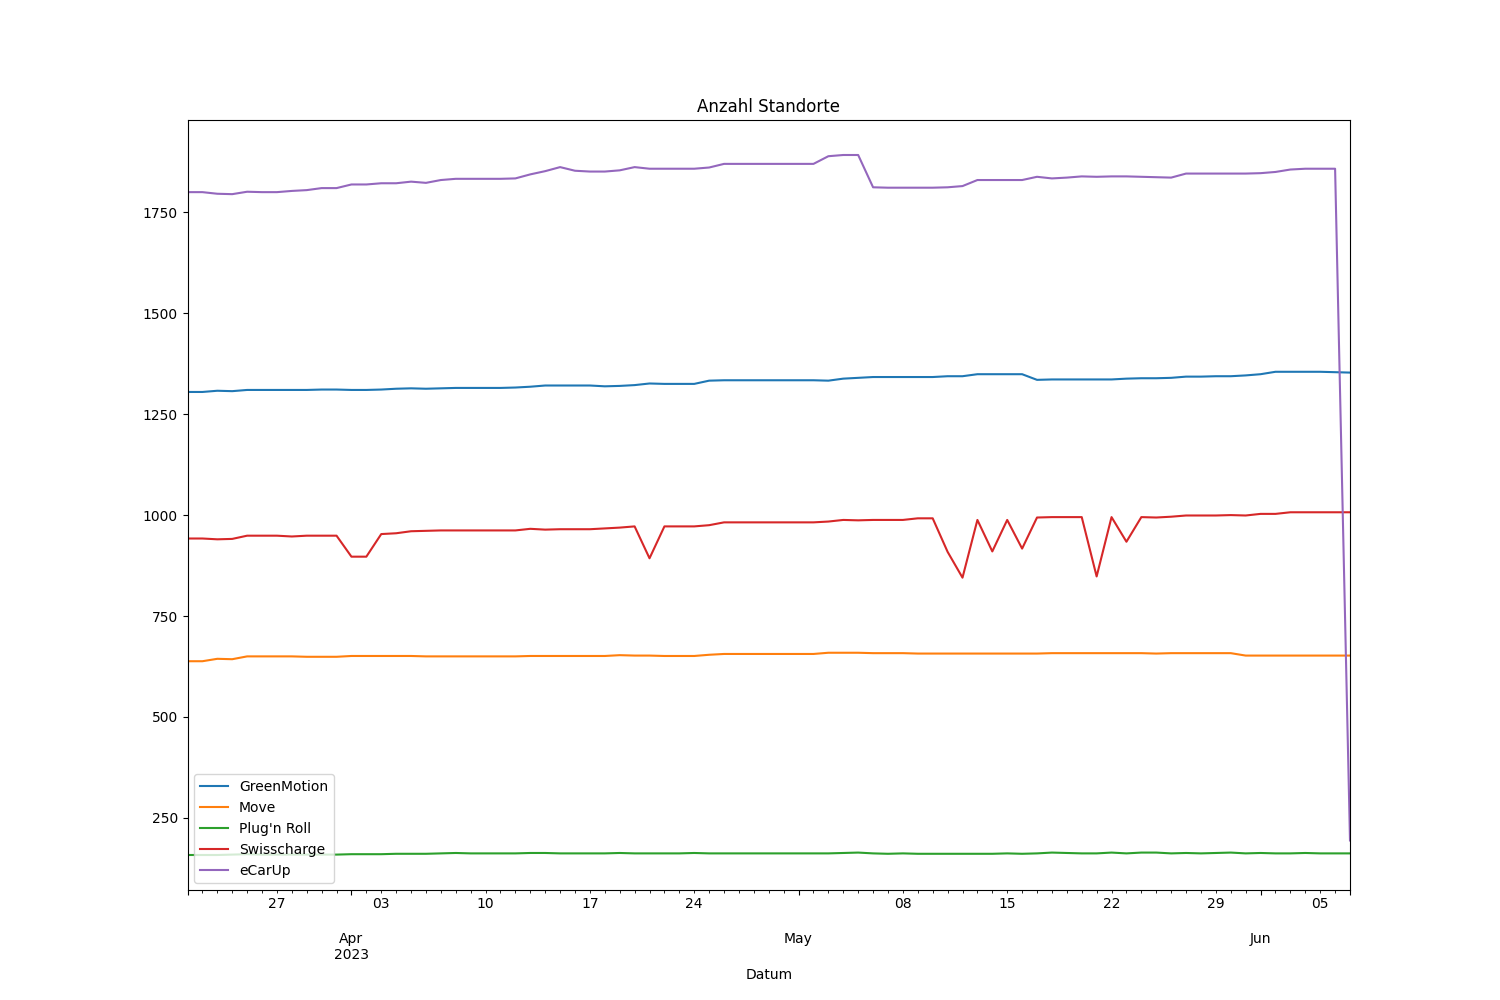 Anzahl Standorte
1750
1500
1250
1000
750
500
250
GreenMotion
Move
Plug'n Roll
Swisscharge
eCarUp
27 03 10 17 24 08 15 22 29 05
Apr May Jun
2023
Datum